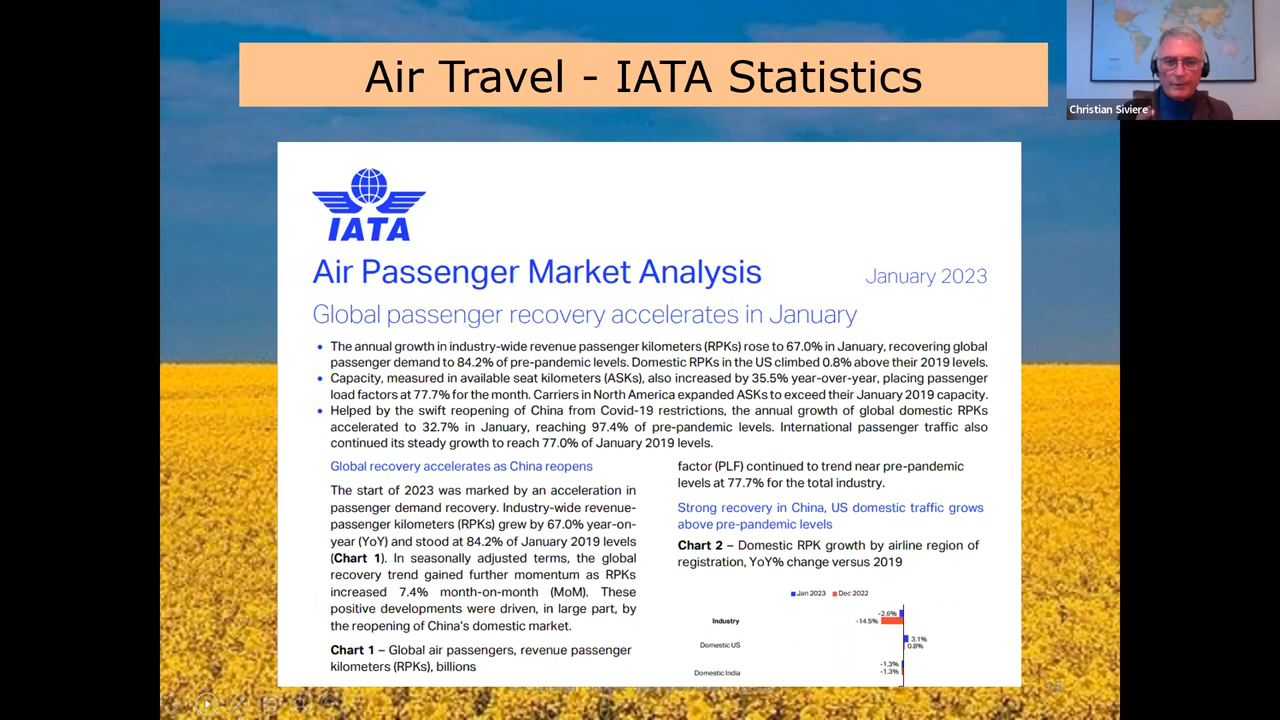 Air Travel - IATA Statistics
Christian Siviere
IATA
Air Passenger Market Analysis
January 2023
Global passenger recovery accelerates in January
• The annual growth in industry-wide revenue passenger kilometers (RPKs) rose to 67.0% in January, recovering global
passenger demand to 84.2% of pre-pandemic levels. Domestic RPKs in the US climbed 0.8% above their 2019 levels.
• Capacity, measured in available seat kilometers (ASKs), also increased by 35.5% year-over-year, placing passenger
load factors at 77.7% for the month. Carriers in North America expanded ASKs to exceed their January 2019 capacity.
• Helped by the swift reopening of China from Covid-19 restrictions, the annual growth of global domestic RPKs
accelerated to 32.7% in January, reaching 97.4% of pre-pandemic levels. International passenger traffic also
continued its steady growth to reach 77.0% of January 2019 levels.
Global recovery accelerates as China reopens
The start of 2023 was marked by an acceleration in
passenger demand recovery. Industry-wide revenue-
passenger kilometers (RPKs) grew by 67.0% year-on-
year (YoY) and stood at 84.2% of January 2019 levels
(Chart 1). In seasonally adjusted terms, the global
recovery trend gained further momentum as RPKs
increased 7.4% month-on-month (MoM). These
positive developments were driven, in large part, by
the reopening of China's domestic market.
Chart 1 – Global air passengers, revenue passenger
kilometers (RPKs), billions
factor (PLF) continued to trend near pre-pandemic
levels at 77.7% for the total industry.
Strong recovery in China, US domestic traffic grows
above pre-pandemic levels
Chart 2 – Domestic RPK growth by airline region of
registration, YoY% change versus 2019
Jan 2023 Dec 2022
-2.6%
Industry
-14.5%
3.1%
Domestic US
0.8%
-1.3%
Domestic India
-1.3%